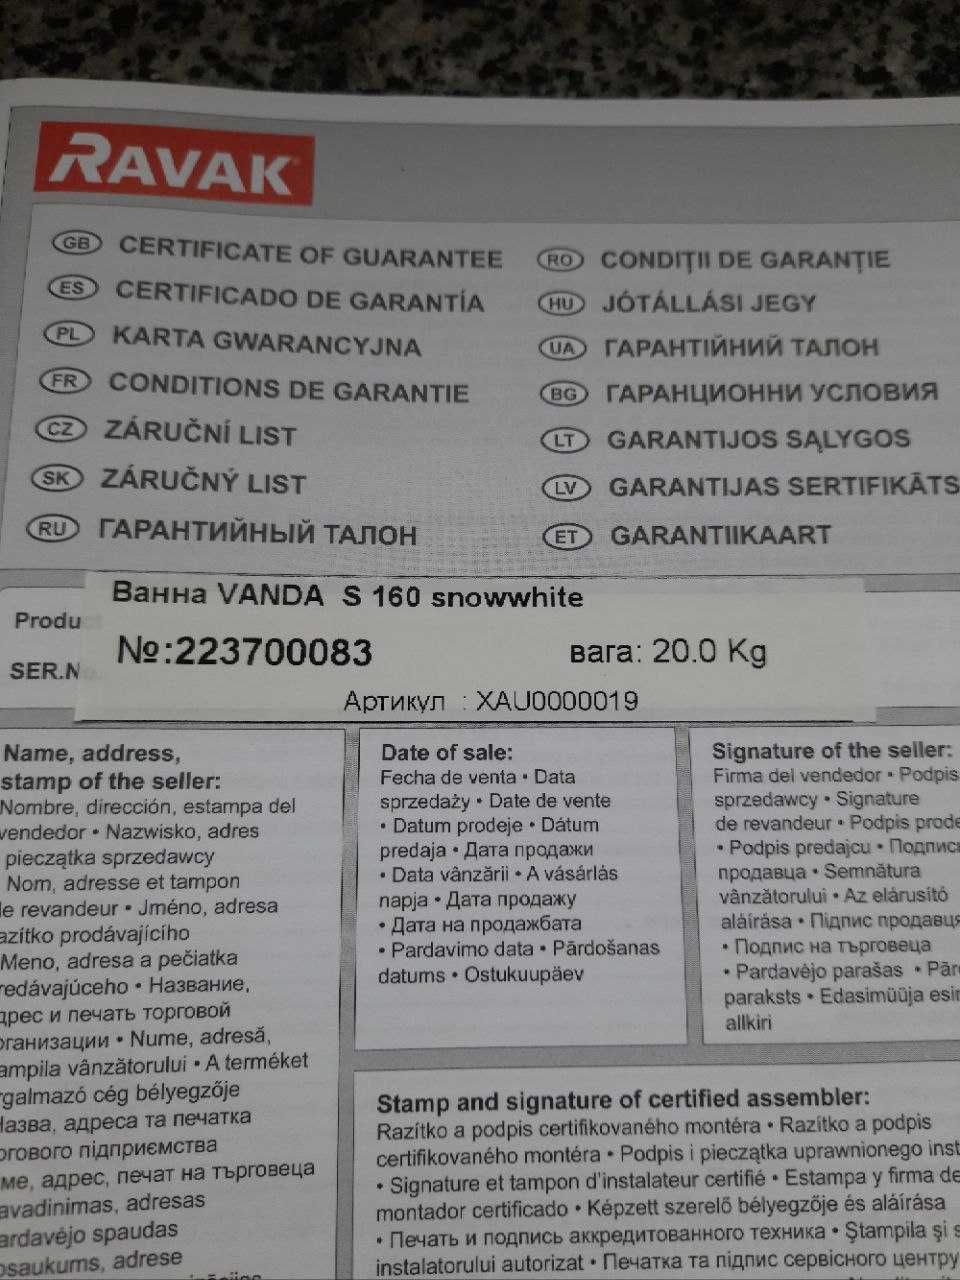 RAVAK
GB CERTIFICATE OF GUARANTEE
ES CERTIFICADO DE GARANTÍA
PL KARTA GWARANCYJNA
FR CONDITIONS DE GARANTIE
CZ ZÁRUČNÍ LIST
SK ZÁRUČNÝ LIST
RU ГАРАНТИЙНЫЙ ТАЛОН
RO CONDIȚII DE GARANȚIE
HU JÓTÁLLÁSI JEGY
UA ГАРАНТІЙНИЙ ТАЛОН
BG ГАРАНЦИОННИ УСЛОВИЯ
LT GARANTIJOS SĄLYGOS
LV GARANTIJAS SERTIFIKĀTS
ET GARANTIIKAART
Ванна VANDA S 160 snowwhite
Produ
№:223700083 вага: 20.0 Kg
SER.N
Артикул : XAU0000019
Name, address,
stamp of the seller:
Nombre, dirección, estampa del
vendedor • Nazwisko, adres
pieczątka sprzedawcy
Nom, adresse et tampon
le revandeur • Jméno, adresa
azítko prodávajícího
Meno, adresa a pečiatka
redávajúceho • Название,
дрес и печать торговой
рганизации • Nume, adresă,
ampila vânzătorului • A terméket
rgalmazó cég bélyegzője
Назва, адреса та печатка
оргового підприємства
ме, адрес, печат на търговеца
avadinimas, adresas
ardavėjo spaudas
osaukums, adrese
Date of sale:
Fecha de venta • Data
sprzedaży • Date de vente
• Datum prodeje • Dátum
predaja • Дата продажи
• Data vânzării • A vásárlás
napja • Дата продажу
• Дата на продажбата
• Pardavimo data • Pārdošanas
datums • Ostukuupäev
Signature of the seller:
Firma del vendedor • Podpis
sprzedawcy • Signature
de revandeur • Podpis prode
• Podpis predajcu • Подпис
продавца • Semnătura
vânzătorului • Az elárusító
aláírása • Підпис продавця
• Подпис на търговеца
• Pardavėjo parašas • Pār
paraksts • Edasimüüja esin
allkiri
Stamp and signature of certified assembler:
Razítko a podpis certifikovaného montéra • Razítko a podpis
certifikovaného montéra • Podpis i pieczątka uprawnionego inst
• Signature et tampon d'instalateur certifié • Estampa y firma de
montador certificado • Képzett szerelő bélyegzője és aláírása
• Печать и подпись аккредитованного техника • Ştampila şi s
instalatorului autorizat • Печатка та підпис сервісного центру